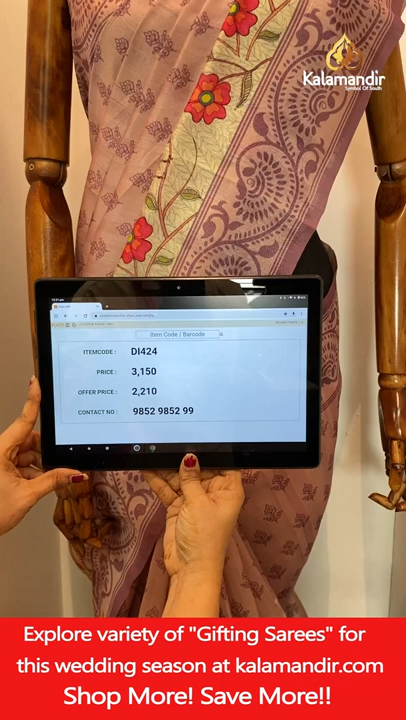 Kalamandir
Symbol Of South
Item Code / Barcode
ITEMCODE : DI424
PRICE : 3,150
OFFER PRICE : 2,210
CONTACT NO : 9852 9852 99
Explore variety of "Gifting Sarees" for
this wedding season at kalamandir.com
Shop More! Save More!!